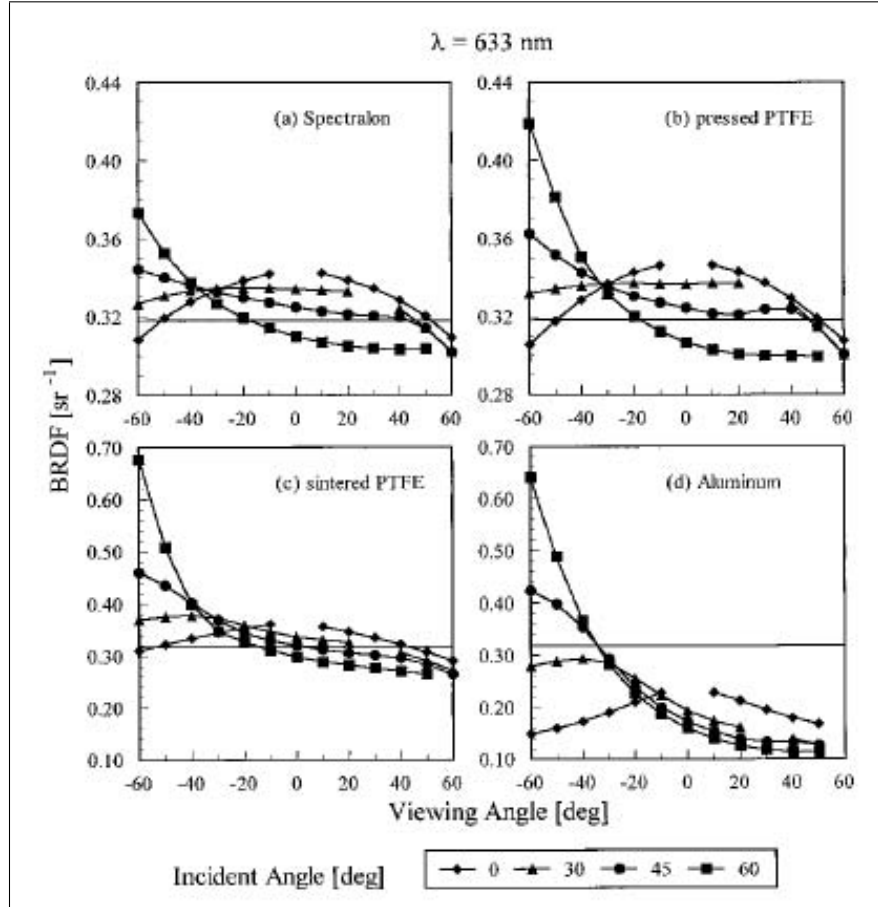 λ = 633 nm
0.44
0.40
0.36
0.32
0.28
(a) Spectralon
-60 -40 -20 0 20 40 60
0.44
0.40
0.36
0.32
0.28
(b) pressed PTFE
-60 -40 -20 0 20 40 60
BRDF [sr⁻¹]
0.70
0.60
0.50
0.40
0.30
0.20
0.10
(c) sintered PTFE
-60 -40 -20 0 20 40 60
0.70
0.60
0.50
0.40
0.30
0.20
0.10
(d) Aluminum
-60 -40 -20 0 20 40 60
Viewing Angle [deg]
Incident Angle [deg] 0 30 45 60